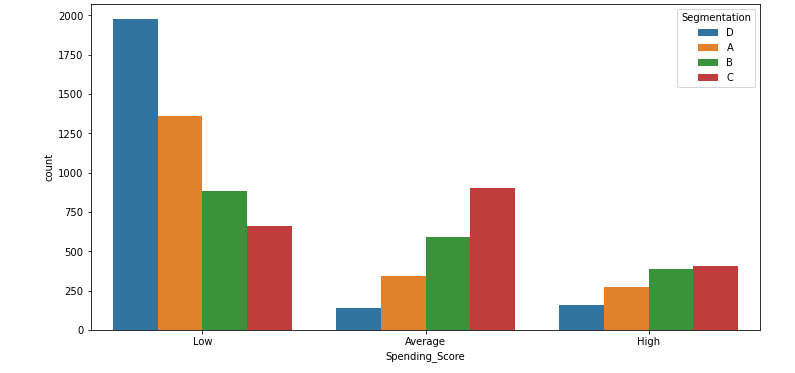 2000
1750
1500
1250
1000
750
500
250
0
count
Low
Average
High
Spending_Score
Segmentation
D
A
B
C